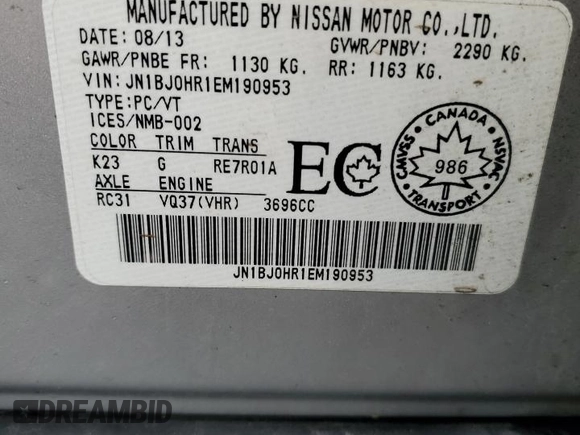 MANUFACTURED BY NISSAN MOTOR CO.,LTD.
DATE: 08/13 GVWR/PNBV: 2290 KG.
GAWR/PNBE FR: 1130 KG. RR: 1163 KG.
VIN: JN1BJ0HR1EM190953
TYPE:PC/VT
ICES/NMB-002
COLOR TRIM TRANS
K23 G RE7R01A
AXLE ENGINE
RC31 VQ37(VHR) 3696CC
EC
CANADA
CMVSS NSVAC
986
TRANSPORT
JN1BJ0HR1EM190953
DREAMBID